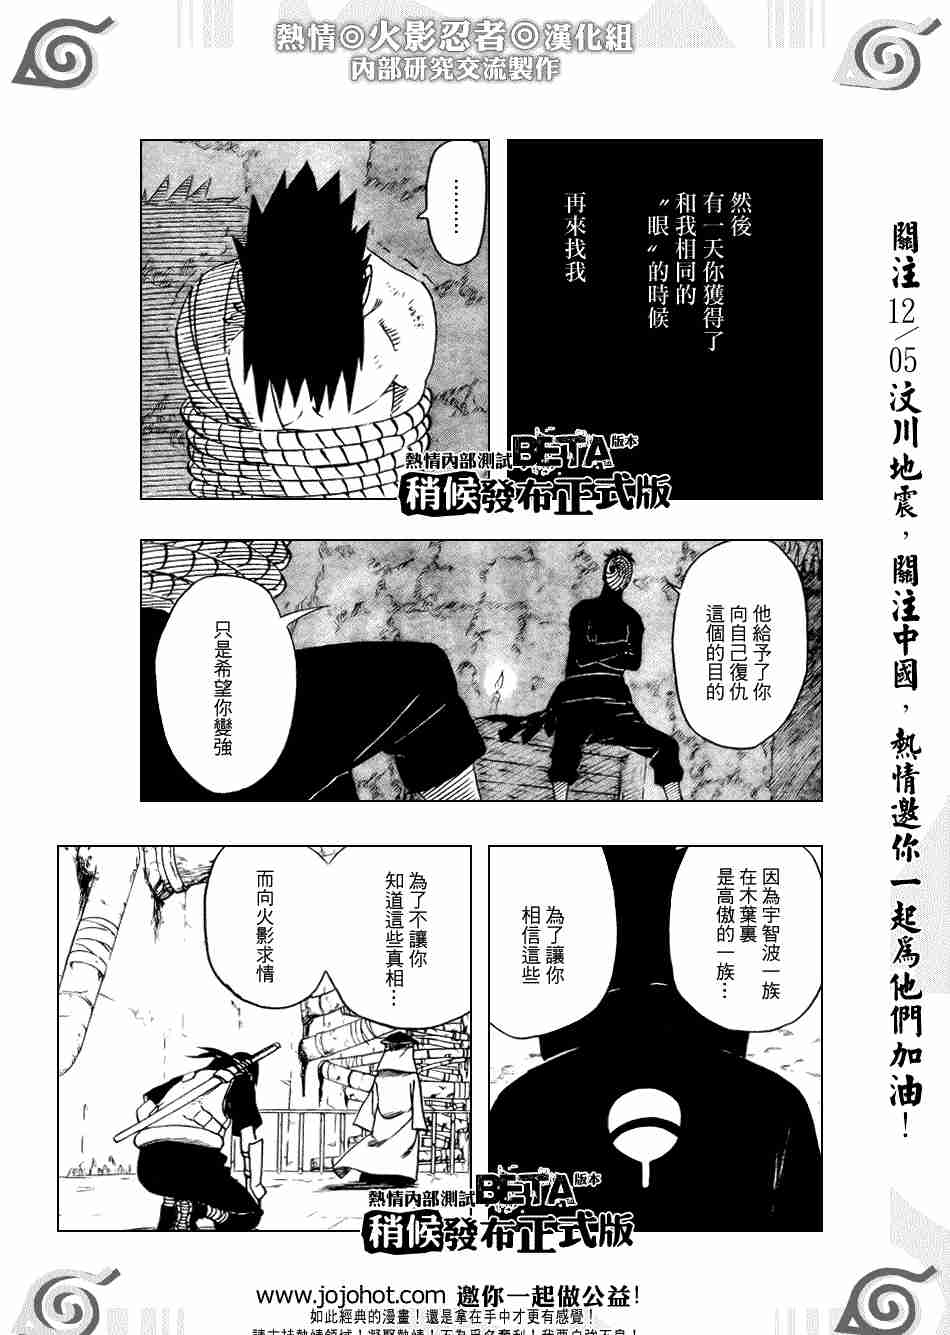 熱情◎火影忍者◎漢化組
內部研究交流製作
然後
有一天你獲得了
和我相同的
〝眼〞的時候
再來找我
………
熱情內部測試BETA版本
稍候發布正式版
他給予了你
向自己復仇
這個的目的
只是希望你變強
因為宇智波一族
在木葉裏
是高傲的一族…
為了讓你
相信這些
為了不讓你
知道這些真相…
而向火影求情
熱情內部測試BETA版本
稍候發布正式版
關注12/05汶川地震，關注中國，熱情邀你一起為他們加油！
www.jojohot.com 邀你一起做公益!
如此經典的漫畫！還是拿在手中才更有感覺！